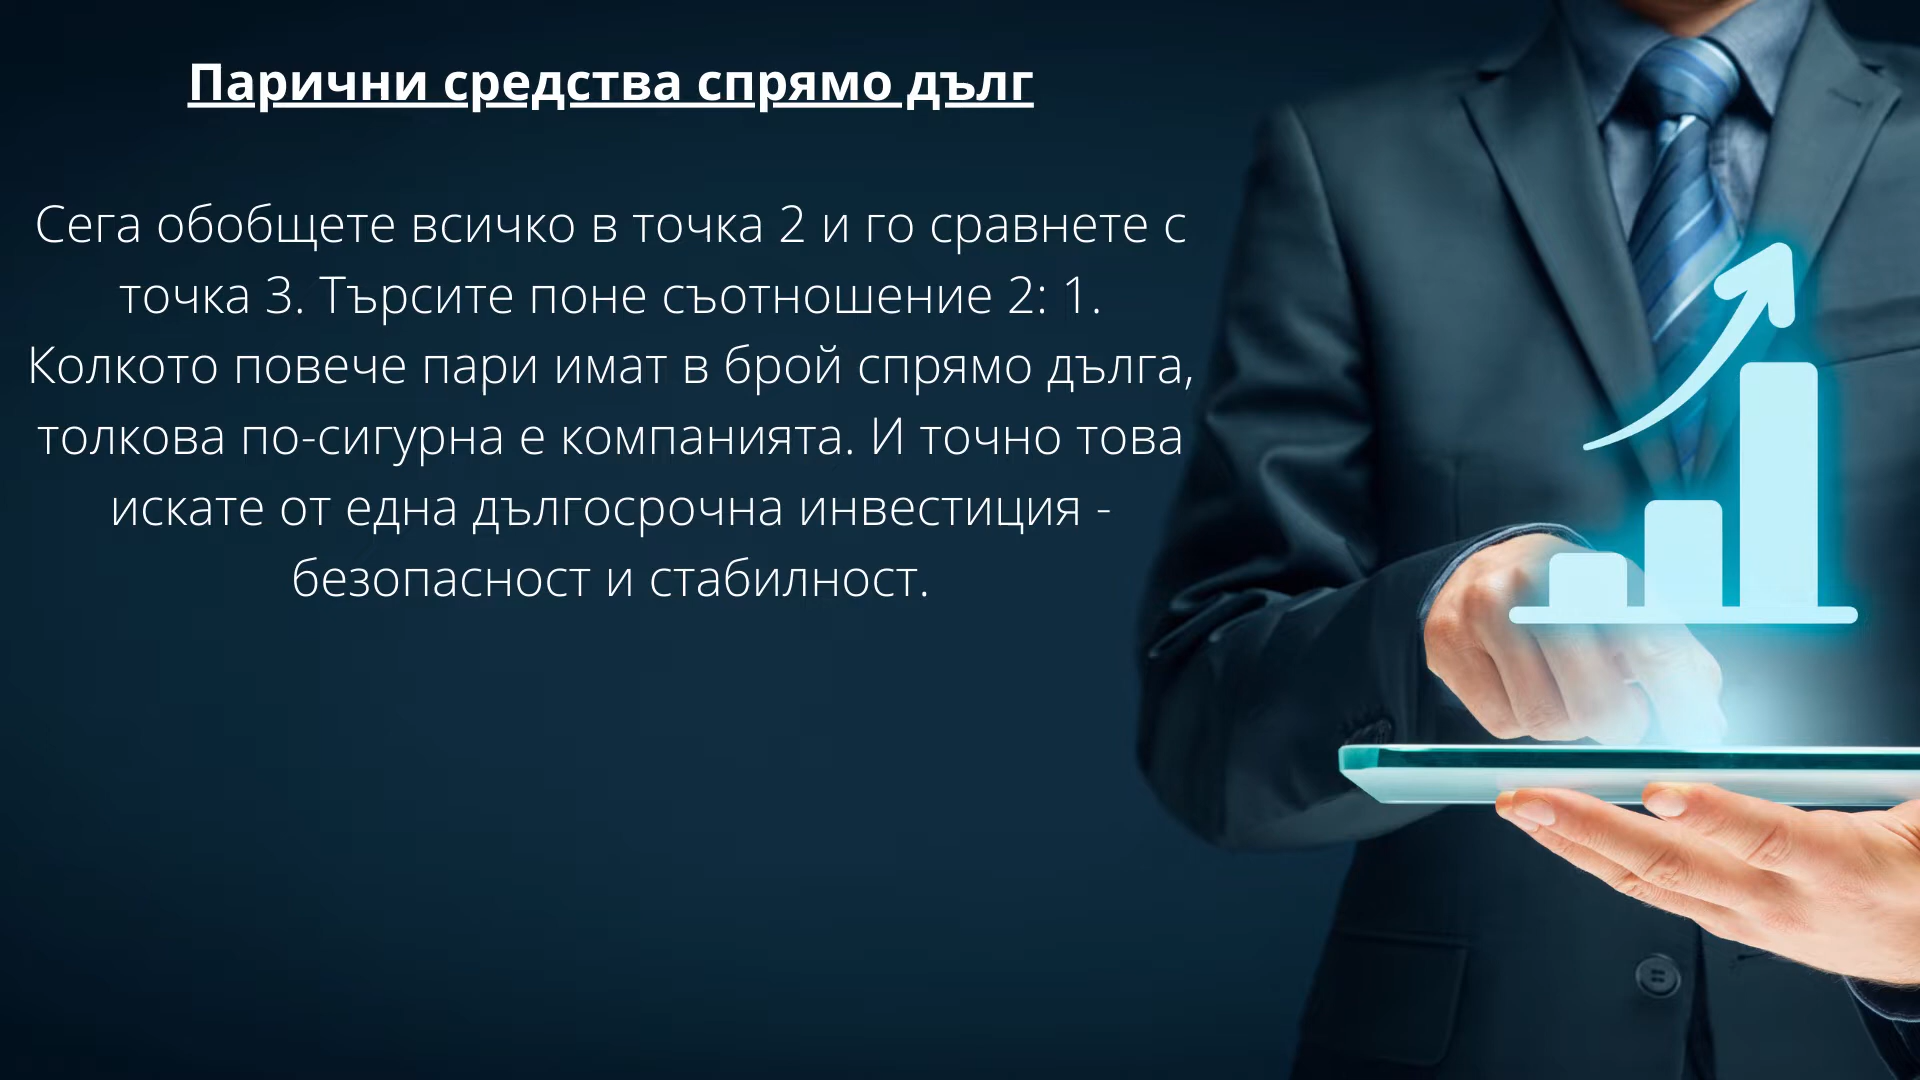 Парични средства спрямо дълг
Сега обобщете всичко в точка 2 и го сравнете с
точка 3. Търсите поне съотношение 2: 1.
Колкото повече пари имат в брой спрямо дълга,
толкова по-сигурна е компанията. И точно това
искате от една дългосрочна инвестиция -
безопасност и стабилност.